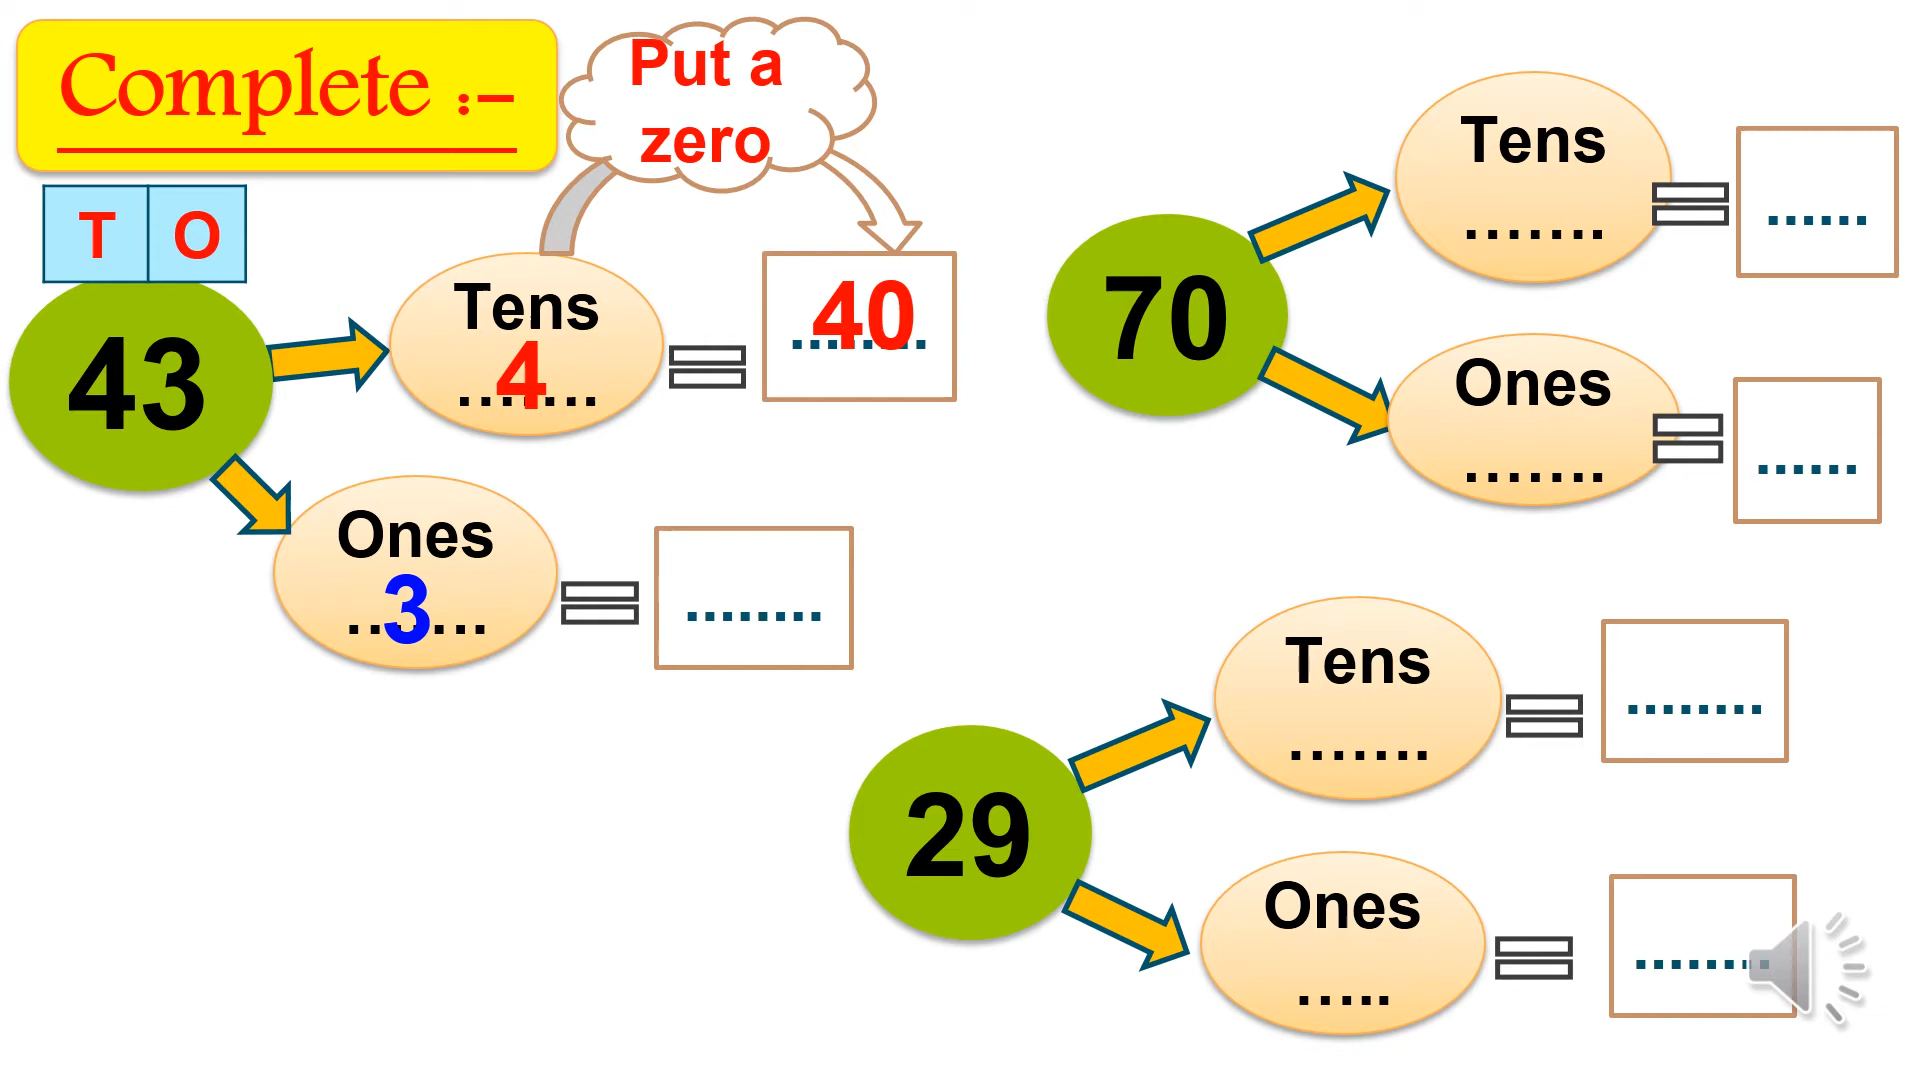 Complete :-
Put a
zero
T O
43
Tens
4
.......
40
........
Ones
3
.......
........
70
Tens
.......
......
Ones
.......
......
29
Tens
.......
........
Ones
.....
........